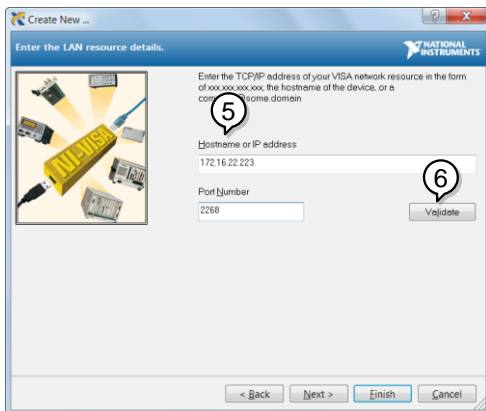 Create New ...
Enter the LAN resource details.
NATIONAL
INSTRUMENTS
Enter the TCP/IP address of your VISA network resource in the form
of xxx.xxx.xxx.xxx, the hostname of the device, or a
some.domain
5
Hostname or IP address
172.16.22.223
6
Port Number
2268
Validate
NI-VISA
< Back
Next >
Finish
Cancel